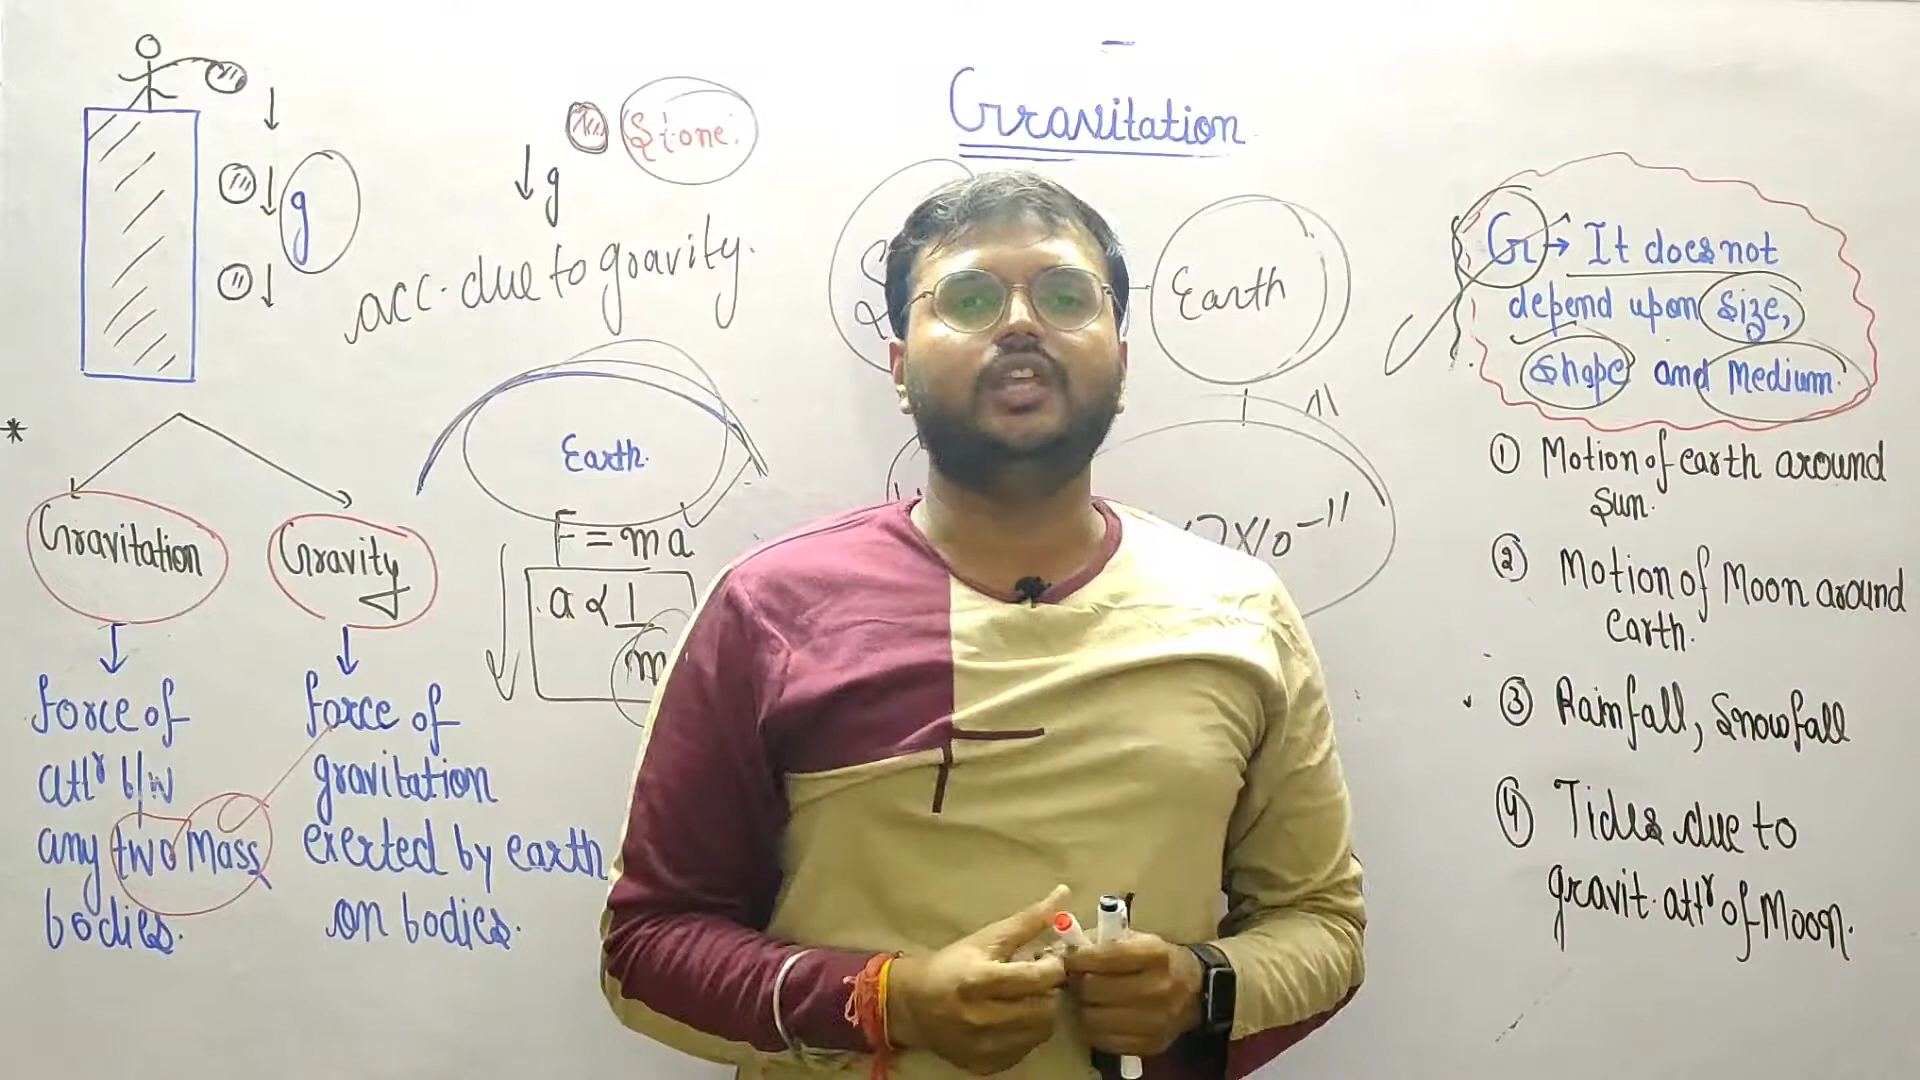 Gravitation
Stone.
g
g
acc. due to gravity.
Earth
G → It does not
depend upon size,
shape and Medium.
Earth.
F = ma
a ∝ 1
m
*
Gravitation
Gravity
force of
attr b/w
any two Mass
bodies.
force of
gravitation
exerted by earth
on bodies.
7×10⁻¹¹
① Motion of earth around
sun.
② Motion of Moon around
earth.
③ Rainfall, Snowfall
④ Tides due to
gravit. attr of Moon.